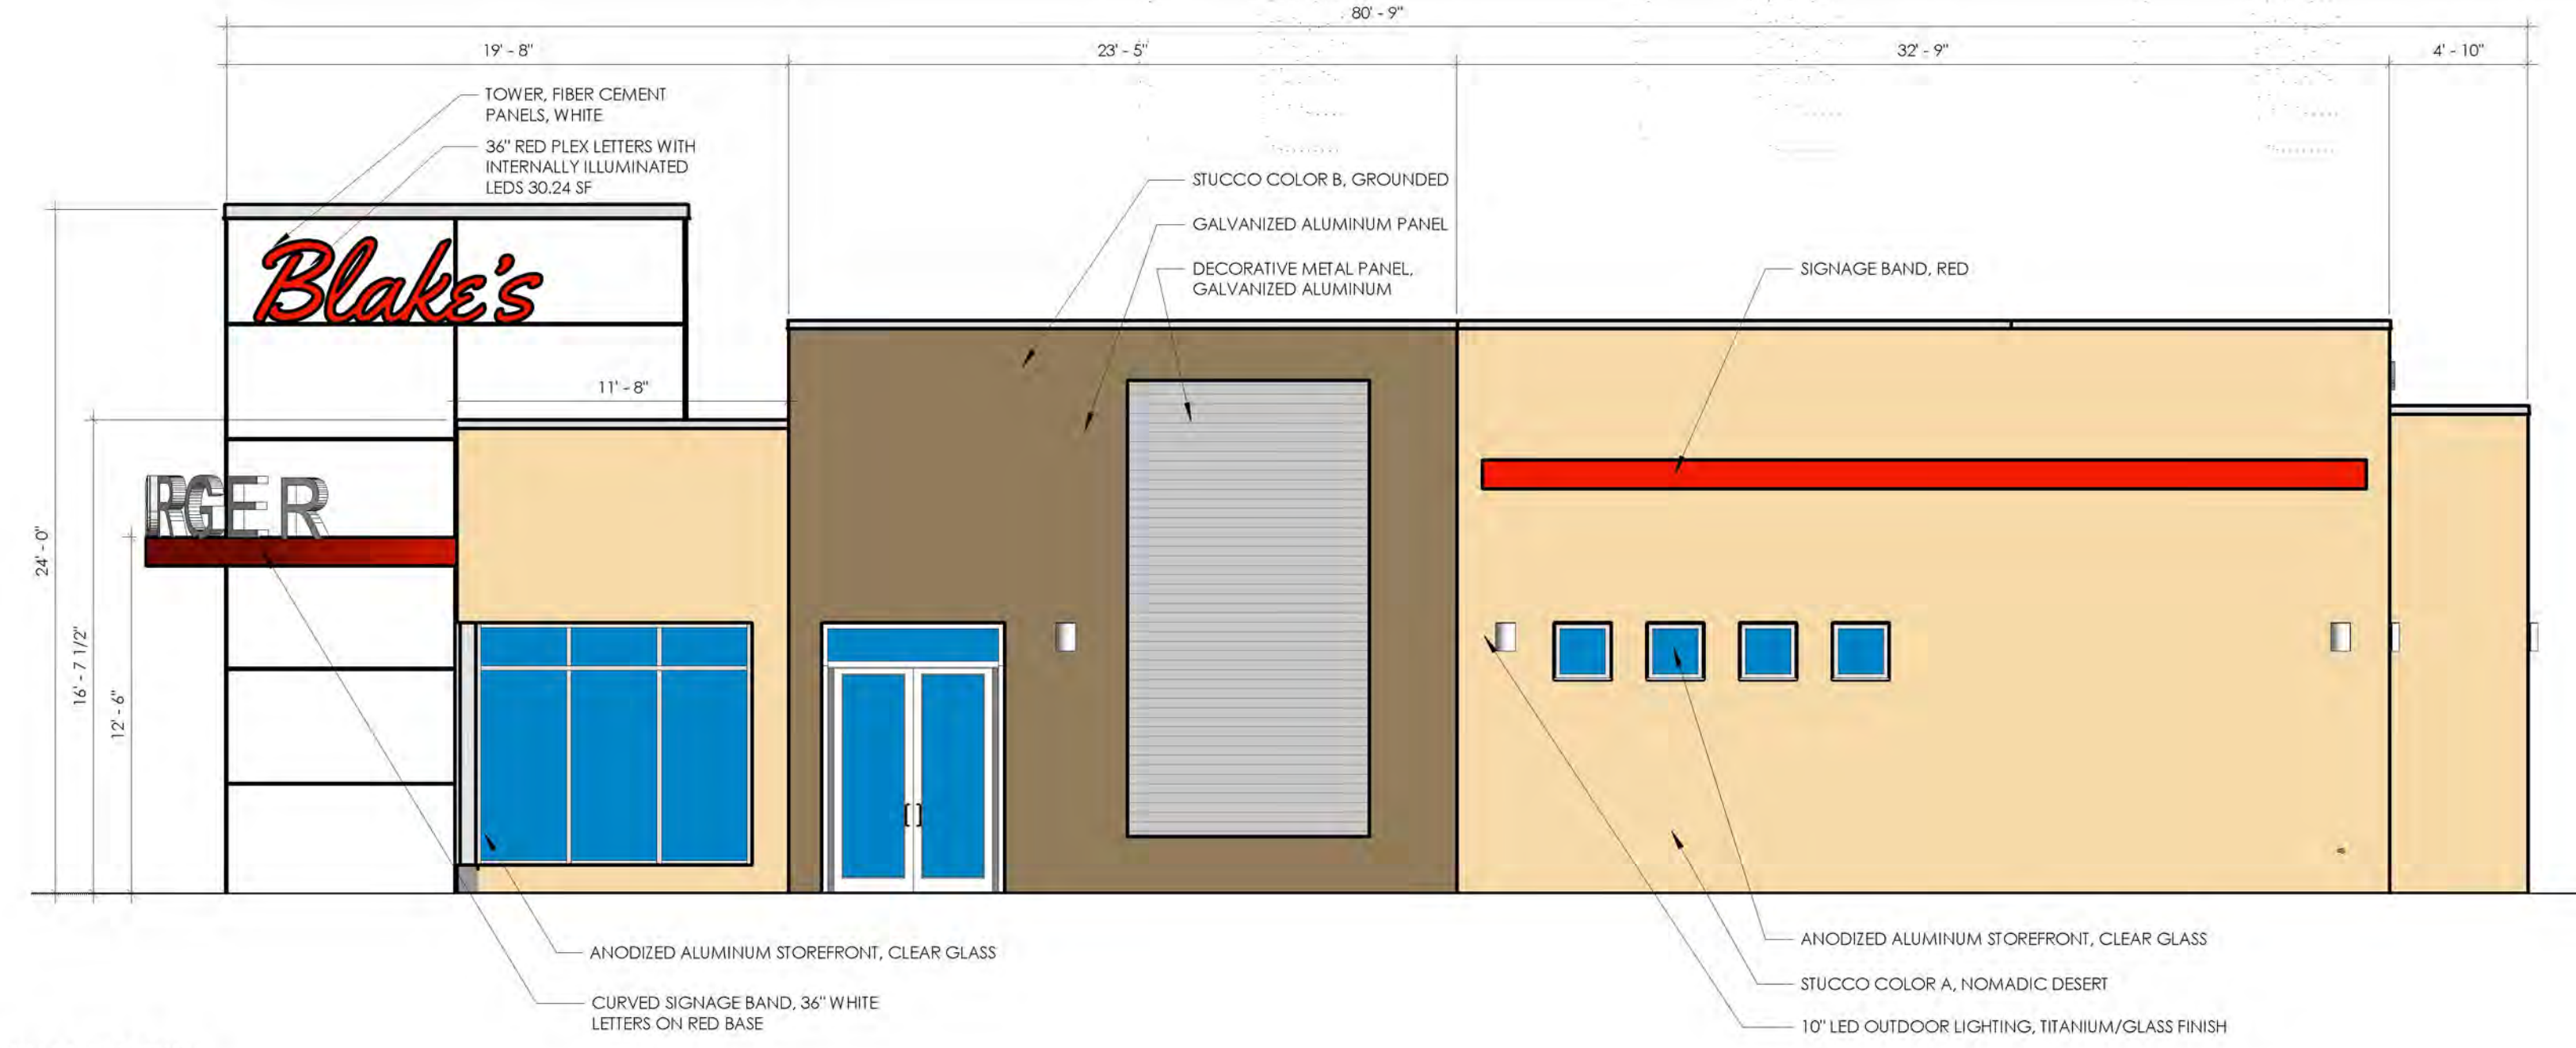 80' - 9"
19' - 8"
23' - 5"
32' - 9"
4' - 10"
TOWER, FIBER CEMENT
PANELS, WHITE
36" RED PLEX LETTERS WITH
INTERNALLY ILLUMINATED
LEDS 30.24 SF
STUCCO COLOR B, GROUNDED
GALVANIZED ALUMINUM PANEL
DECORATIVE METAL PANEL,
GALVANIZED ALUMINUM
SIGNAGE BAND, RED
Blake's
11' - 8"
RGER
24' - 0"
16' - 7 1/2"
12' - 6"
ANODIZED ALUMINUM STOREFRONT, CLEAR GLASS
CURVED SIGNAGE BAND, 36" WHITE
LETTERS ON RED BASE
ANODIZED ALUMINUM STOREFRONT, CLEAR GLASS
STUCCO COLOR A, NOMADIC DESERT
10" LED OUTDOOR LIGHTING, TITANIUM/GLASS FINISH